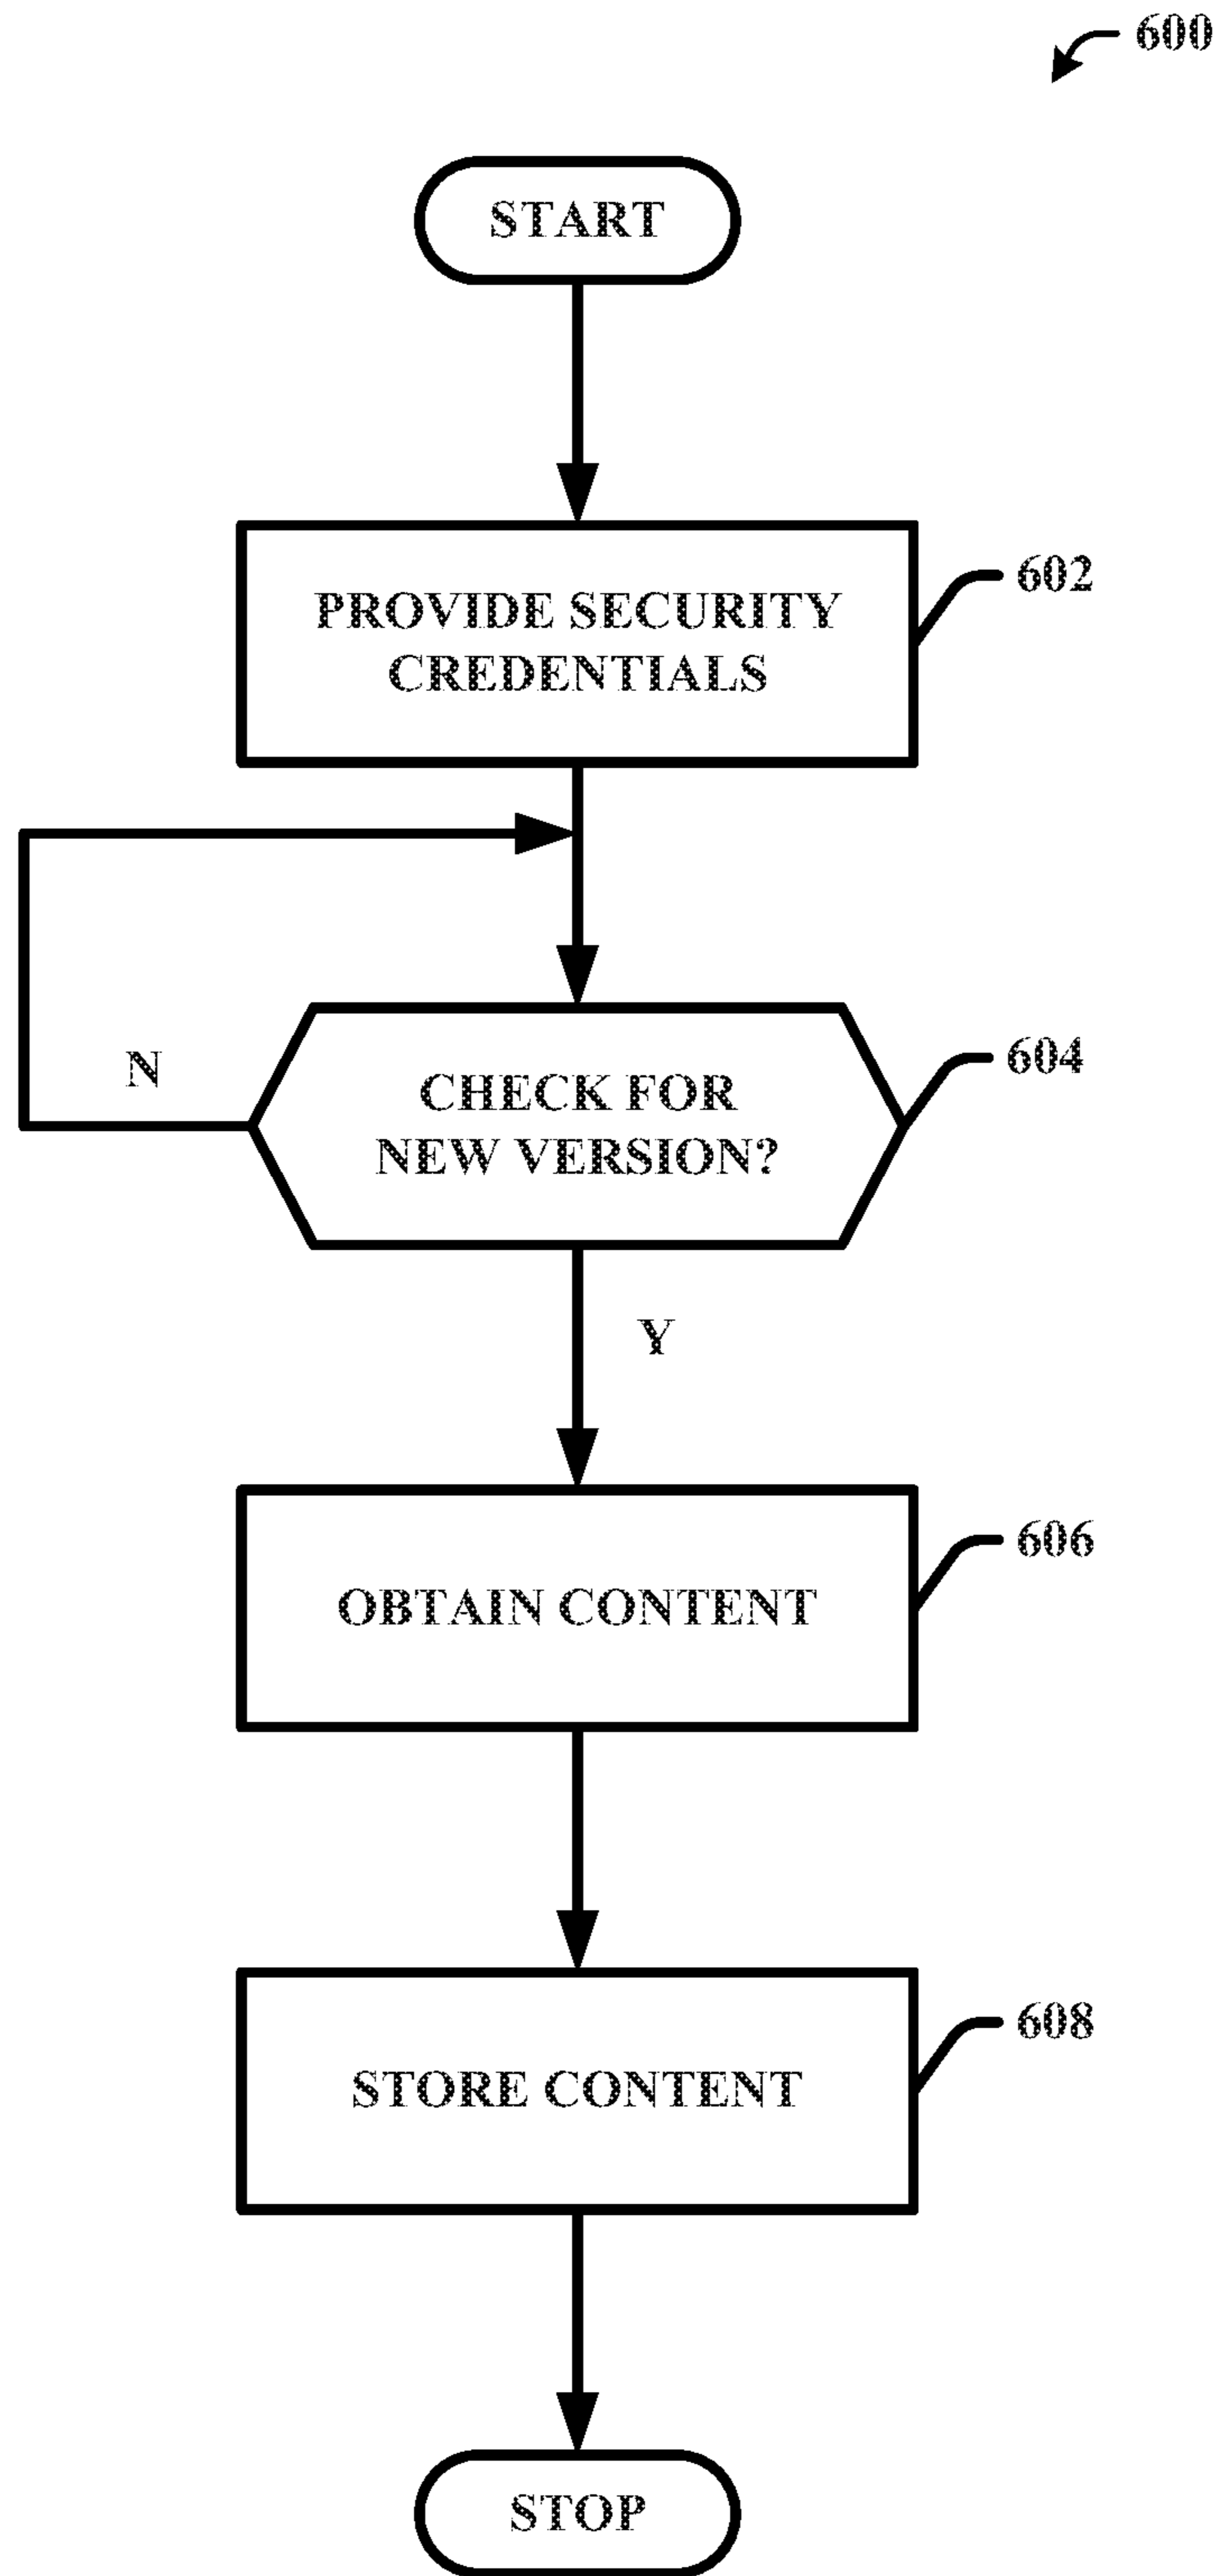 600
START
PROVIDE SECURITY
CREDENTIALS
602
N
CHECK FOR
NEW VERSION?
604
Y
OBTAIN CONTENT
606
STORE CONTENT
608
STOP